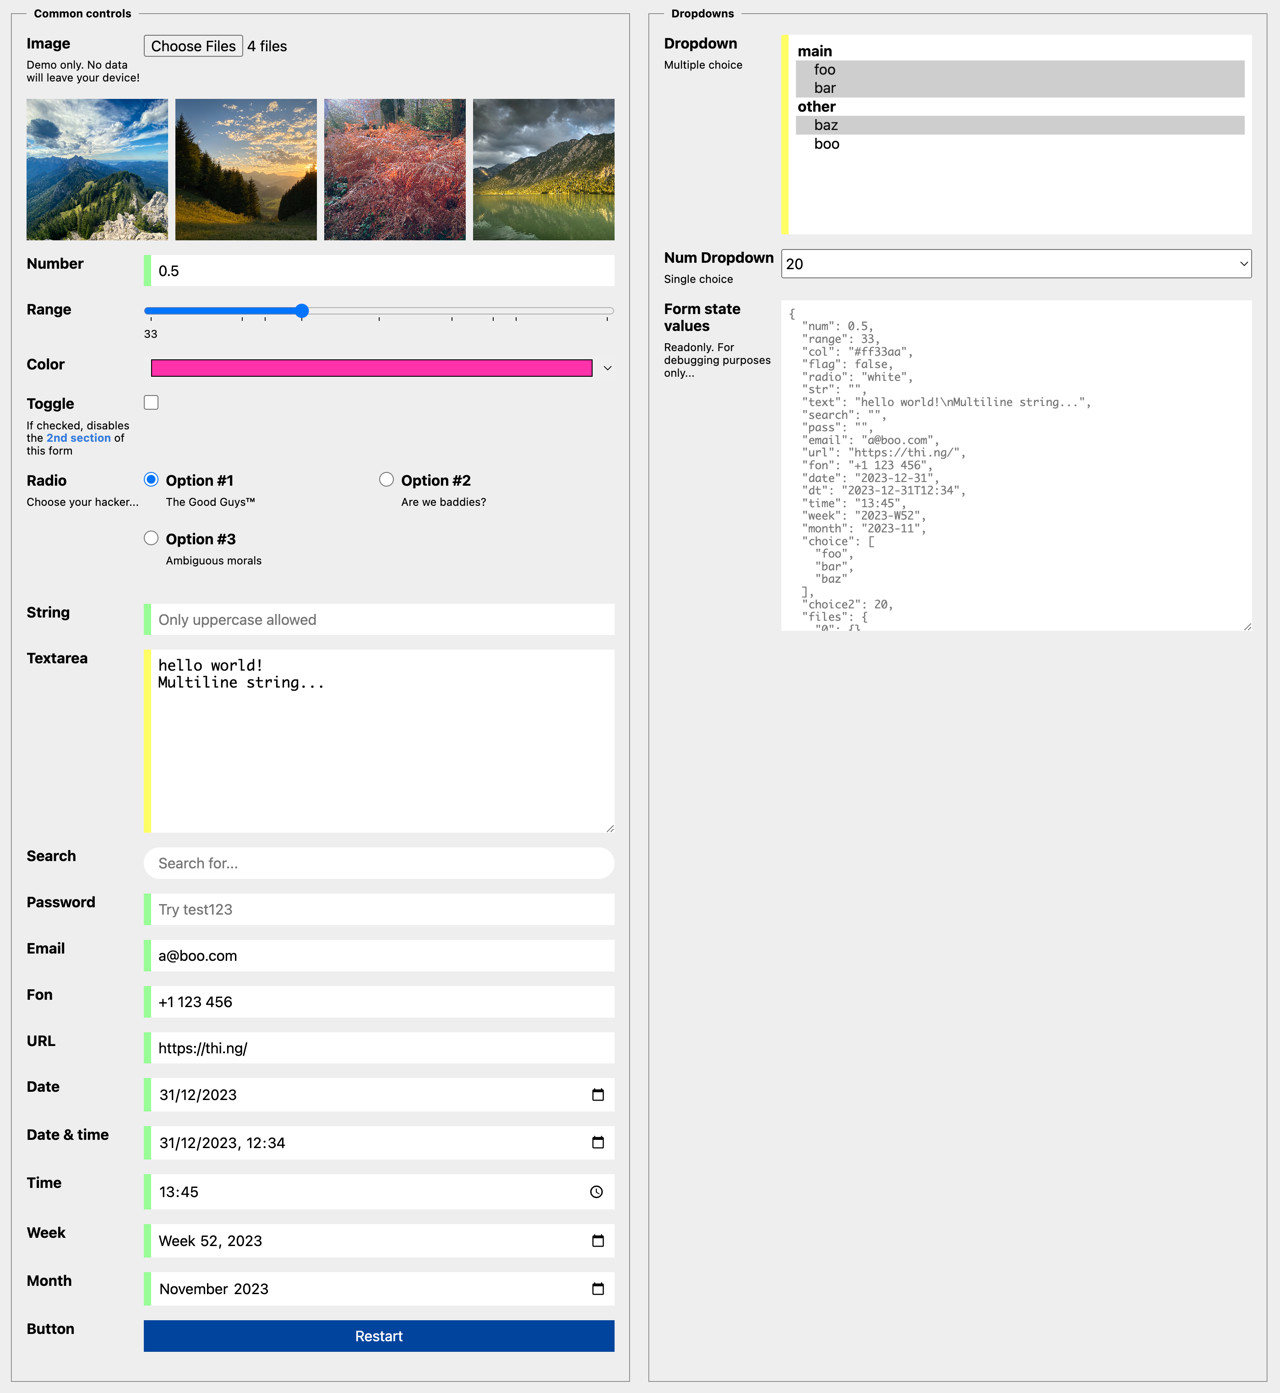 Common controls
Image
Demo only. No data
will leave your device!
Choose Files 4 files
Number
0.5
Range
33
Color
Toggle
If checked, disables
the 2nd section of
this form
Radio
Choose your hacker...
Option #1
The Good Guys™
Option #2
Are we baddies?
Option #3
Ambiguous morals
String
Only uppercase allowed
Textarea
hello world!
Multiline string...
Search
Search for...
Password
Try test123
Email
a@boo.com
Fon
+1 123 456
URL
https://thi.ng/
Date
31/12/2023
Date & time
31/12/2023, 12:34
Time
13:45
Week
Week 52, 2023
Month
November 2023
Button
Restart
Dropdowns
Dropdown
Multiple choice
main
foo
bar
other
baz
boo
Num Dropdown
Single choice
20
Form state
values
Readonly. For
debugging purposes
only...
{
"num": 0.5,
"range": 33,
"col": "#ff33aa",
"flag": false,
"radio": "white",
"str": "",
"text": "hello world!\nMultiline string...",
"search": "",
"pass": "",
"email": "a@boo.com",
"url": "https://thi.ng/",
"fon": "+1 123 456",
"date": "2023-12-31",
"dt": "2023-12-31T12:34",
"time": "13:45",
"week": "2023-W52",
"month": "2023-11",
"choice": [
"foo",
"bar",
"baz"
],
"choice2": 20,
"files": {
"0": {}